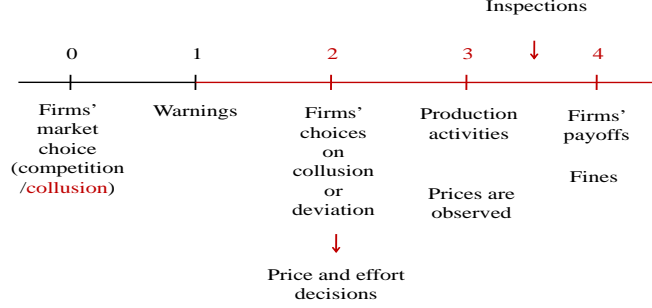 Inspections
0
1
2
3
4
Firms'
market
choice
(competition
/collusion)
Warnings
Firms'
choices
on
collusion
or
deviation
Price and effort
decisions
Production
activities
Prices are
observed
Firms'
payoffs
Fines